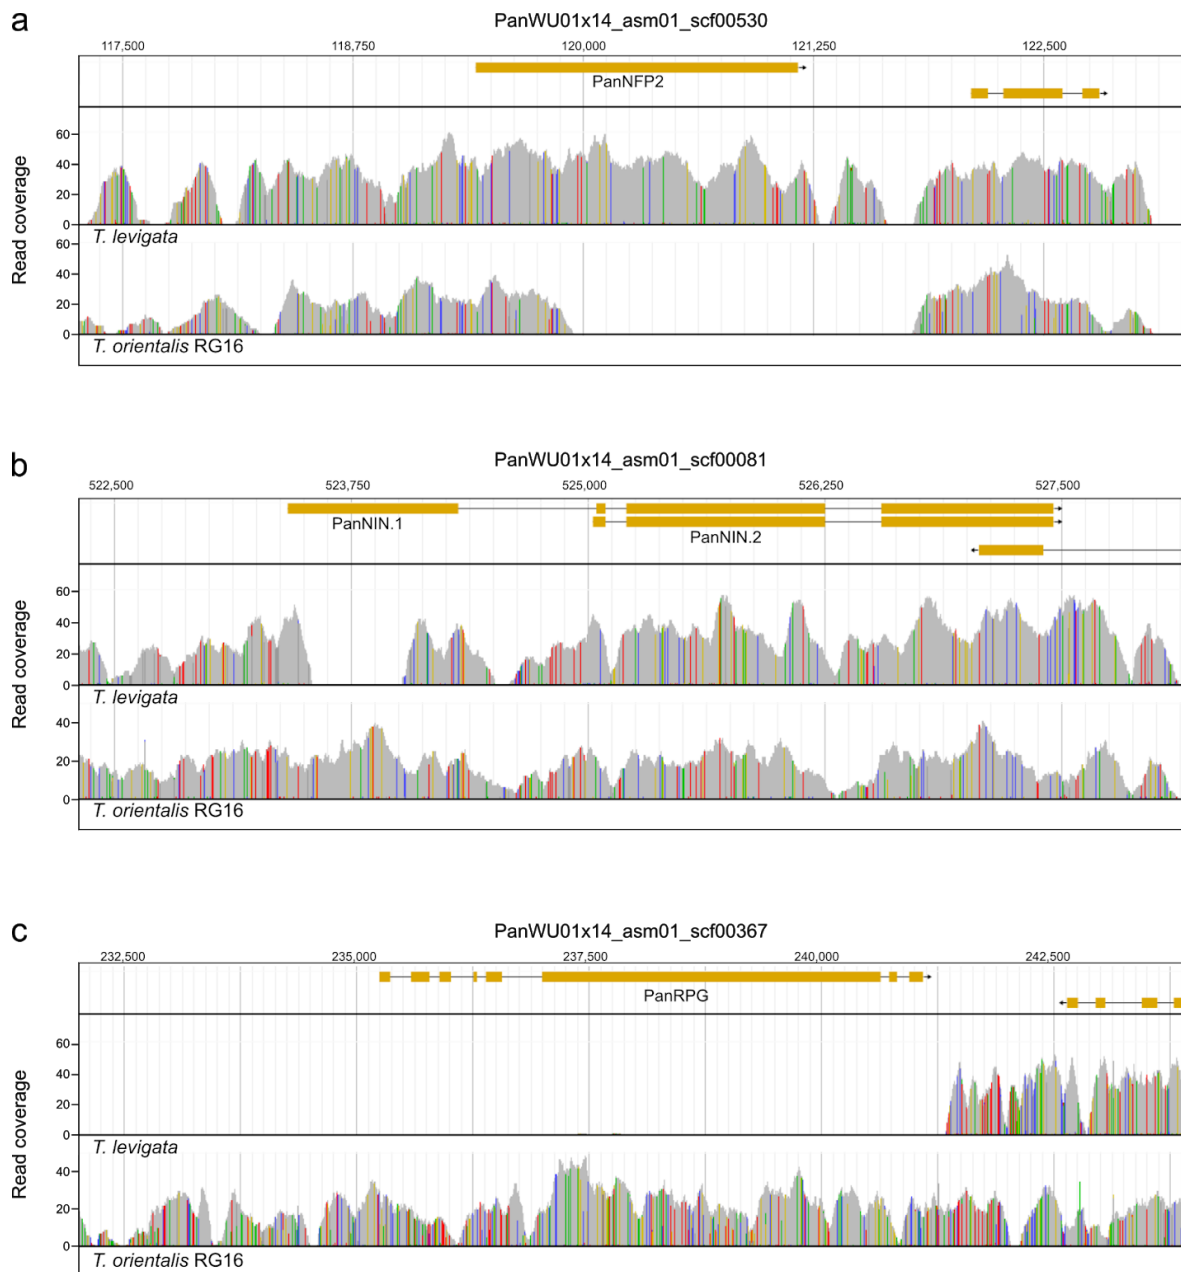 a
PanWU01x14_asm01_scf00530
117,500 118,750 120,000 121,250 122,500
PanNFP2
60
40
20
0
T. levigata
60
40
20
0
T. orientalis RG16
Read coverage
b
PanWU01x14_asm01_scf00081
522,500 523,750 525,000 526,250 527,500
PanNIN.1 PanNIN.2
60
40
20
0
T. levigata
40
20
0
T. orientalis RG16
Read coverage
c
PanWU01x14_asm01_scf00367
232,500 235,000 237,500 240,000 242,500
PanRPG
60
40
20
0
T. levigata
40
20
0
T. orientalis RG16
Read coverage